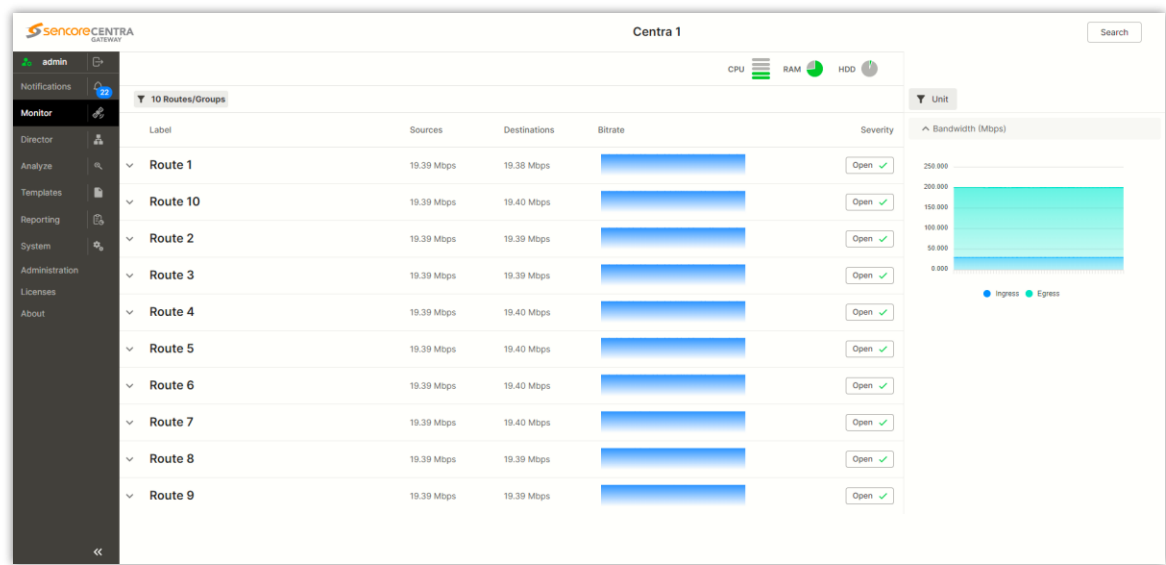 sencore CENTRA
GATEWAY
Centra 1
Search
admin
Notifications
22
Monitor
Director
Analyze
Templates
Reporting
System
Administration
Licenses
About
CPU RAM HDD
10 Routes/Groups
Label Sources Destinations Bitrate Severity
Route 1 19.39 Mbps 19.38 Mbps Open
Route 10 19.39 Mbps 19.40 Mbps Open
Route 2 19.39 Mbps 19.39 Mbps Open
Route 3 19.39 Mbps 19.39 Mbps Open
Route 4 19.39 Mbps 19.40 Mbps Open
Route 5 19.39 Mbps 19.40 Mbps Open
Route 6 19.39 Mbps 19.40 Mbps Open
Route 7 19.39 Mbps 19.40 Mbps Open
Route 8 19.39 Mbps 19.39 Mbps Open
Route 9 19.39 Mbps 19.39 Mbps Open
Unit
Bandwidth (Mbps)
250.000
200.000
150.000
100.000
50.000
0.000
Ingress Egress